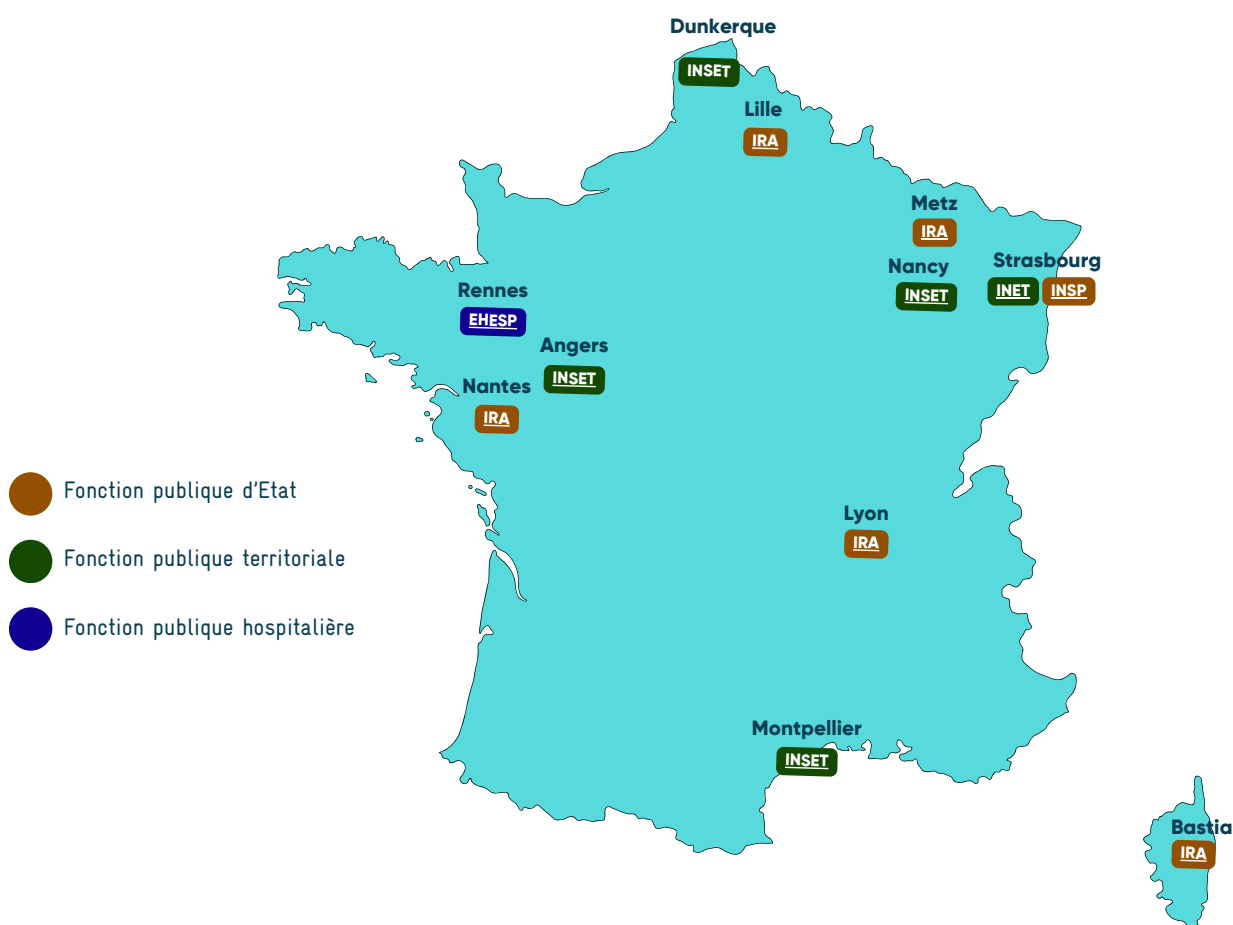 Dunkerque
INSET
Lille
IRA
Metz
IRA
Nancy
INSET
Strasbourg
INET INSP
Rennes
EHESP
Angers
INSET
Nantes
IRA
Fonction publique d'Etat
Fonction publique territoriale
Fonction publique hospitalière
Lyon
IRA
Montpellier
INSET
Bastia
IRA